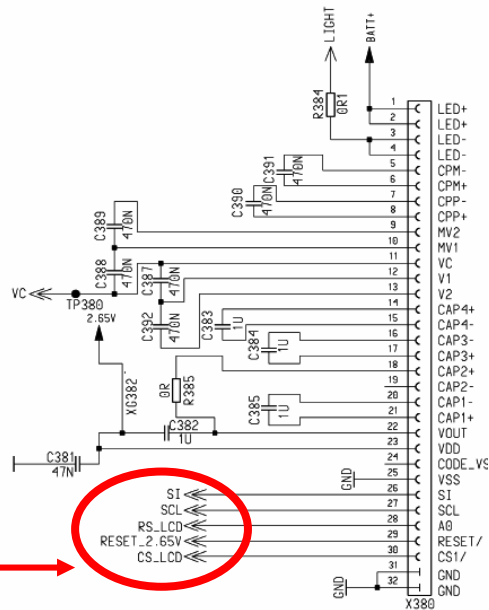 LIGHT
BATT+
R384
0R1
1 LED+
2 LED+
3 LED-
4 LED-
5 CPM-
6 CPM+
7 CPP-
8 CPP+
9 MV2
10 MV1
11 VC
12 V1
13 V2
14 CAP4+
15 CAP4-
16 CAP3-
17 CAP3+
18 CAP2+
19 CAP2-
20 CAP1-
21 CAP1+
22 VOUT
23 VDD
24 CODE_VS
25 VSS
26 SI
27 SCL
28 A0
29 RESET/
30 CS1/
31 GND
32 GND
X380
C391
470N
C390
470N
C389
470N
C388
470N
C387
470N
C392
470N
VC
TP380
2.65V
XG382
C383
1U
C384
1U
0R
R385
C385
1U
C382
1U
C381
47N
GND
SI
SCL
RS_LCD
RESET_2.65V
CS_LCD
GND